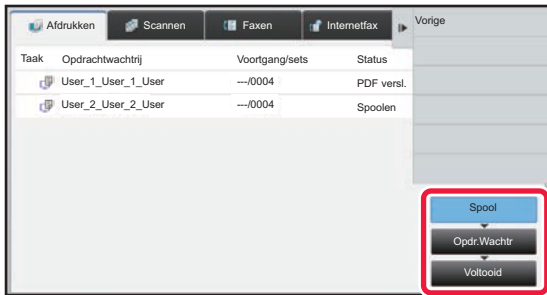 Afdrukken Scannen Faxen Internetfax Vorige
Taak Opdrachtwachtrij Voortgang/sets Status
User_1_User_1_User ---/0004 PDF versl.
User_2_User_2_User ---/0004 Spoolen
Spool
Opdr.Wachtr
Voltooid